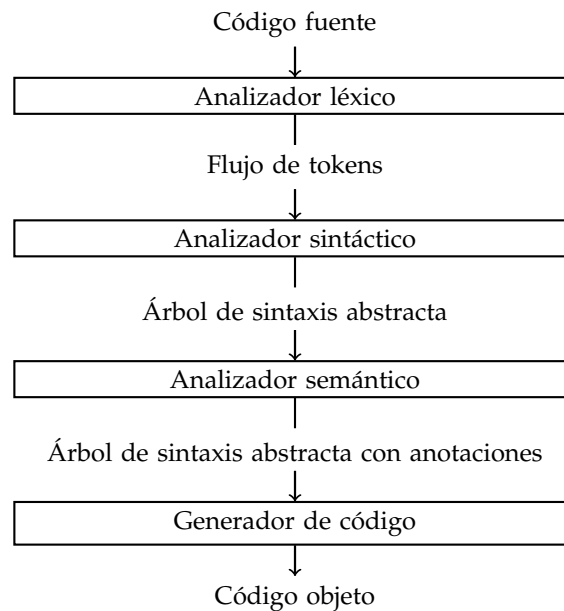 Código fuente
Analizador léxico
Flujo de tokens
Analizador sintáctico
Árbol de sintaxis abstracta
Analizador semántico
Árbol de sintaxis abstracta con anotaciones
Generador de código
Código objeto